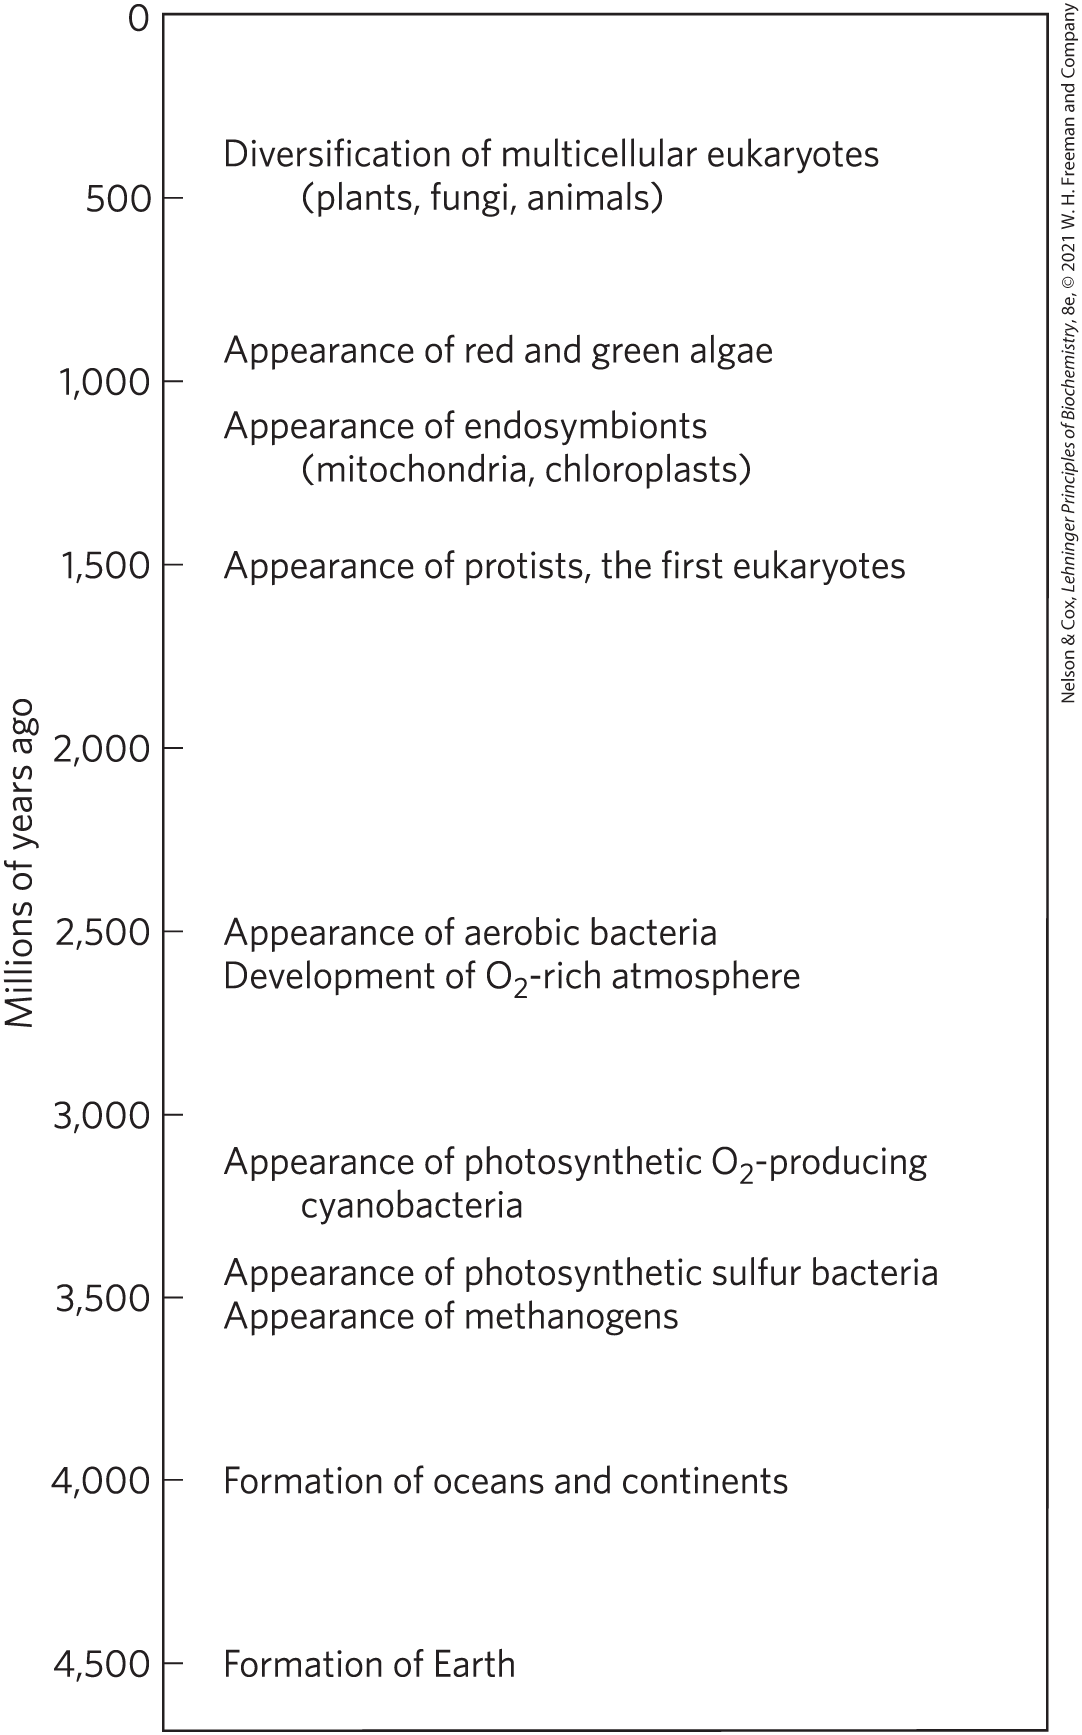 0
Diversification of multicellular eukaryotes
500
(plants, fungi, animals)
Appearance of red and green algae
1,000
Appearance of endosymbionts
(mitochondria, chloroplasts)
1,500
Appearance of protists, the first eukaryotes
2,000
Millions of years ago
2,500
Appearance of aerobic bacteria
Development of O₂-rich atmosphere
3,000
Appearance of photosynthetic O₂-producing
cyanobacteria
Appearance of photosynthetic sulfur bacteria
3,500
Appearance of methanogens
4,000
Formation of oceans and continents
4,500
Formation of Earth
Nelson & Cox, Lehninger Principles of Biochemistry, 8e, © 2021 W. H. Freeman and Company